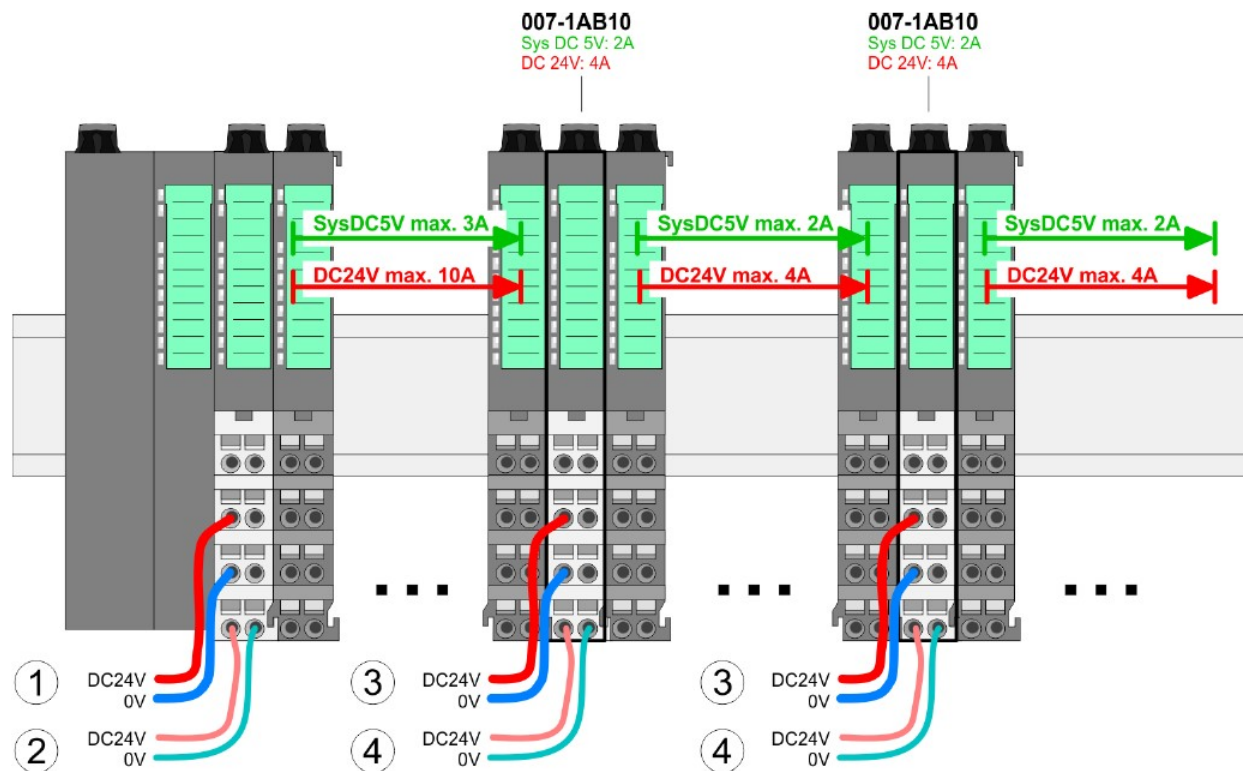 007-1AB10
Sys DC 5V: 2A
DC 24V: 4A
007-1AB10
Sys DC 5V: 2A
DC 24V: 4A
SysDC5V max. 3A
SysDC5V max. 2A
SysDC5V max. 2A
DC24V max. 10A
DC24V max. 4A
DC24V max. 4A
1
DC24V
0V
2
DC24V
0V
3
DC24V
0V
4
DC24V
0V
3
DC24V
0V
4
DC24V
0V